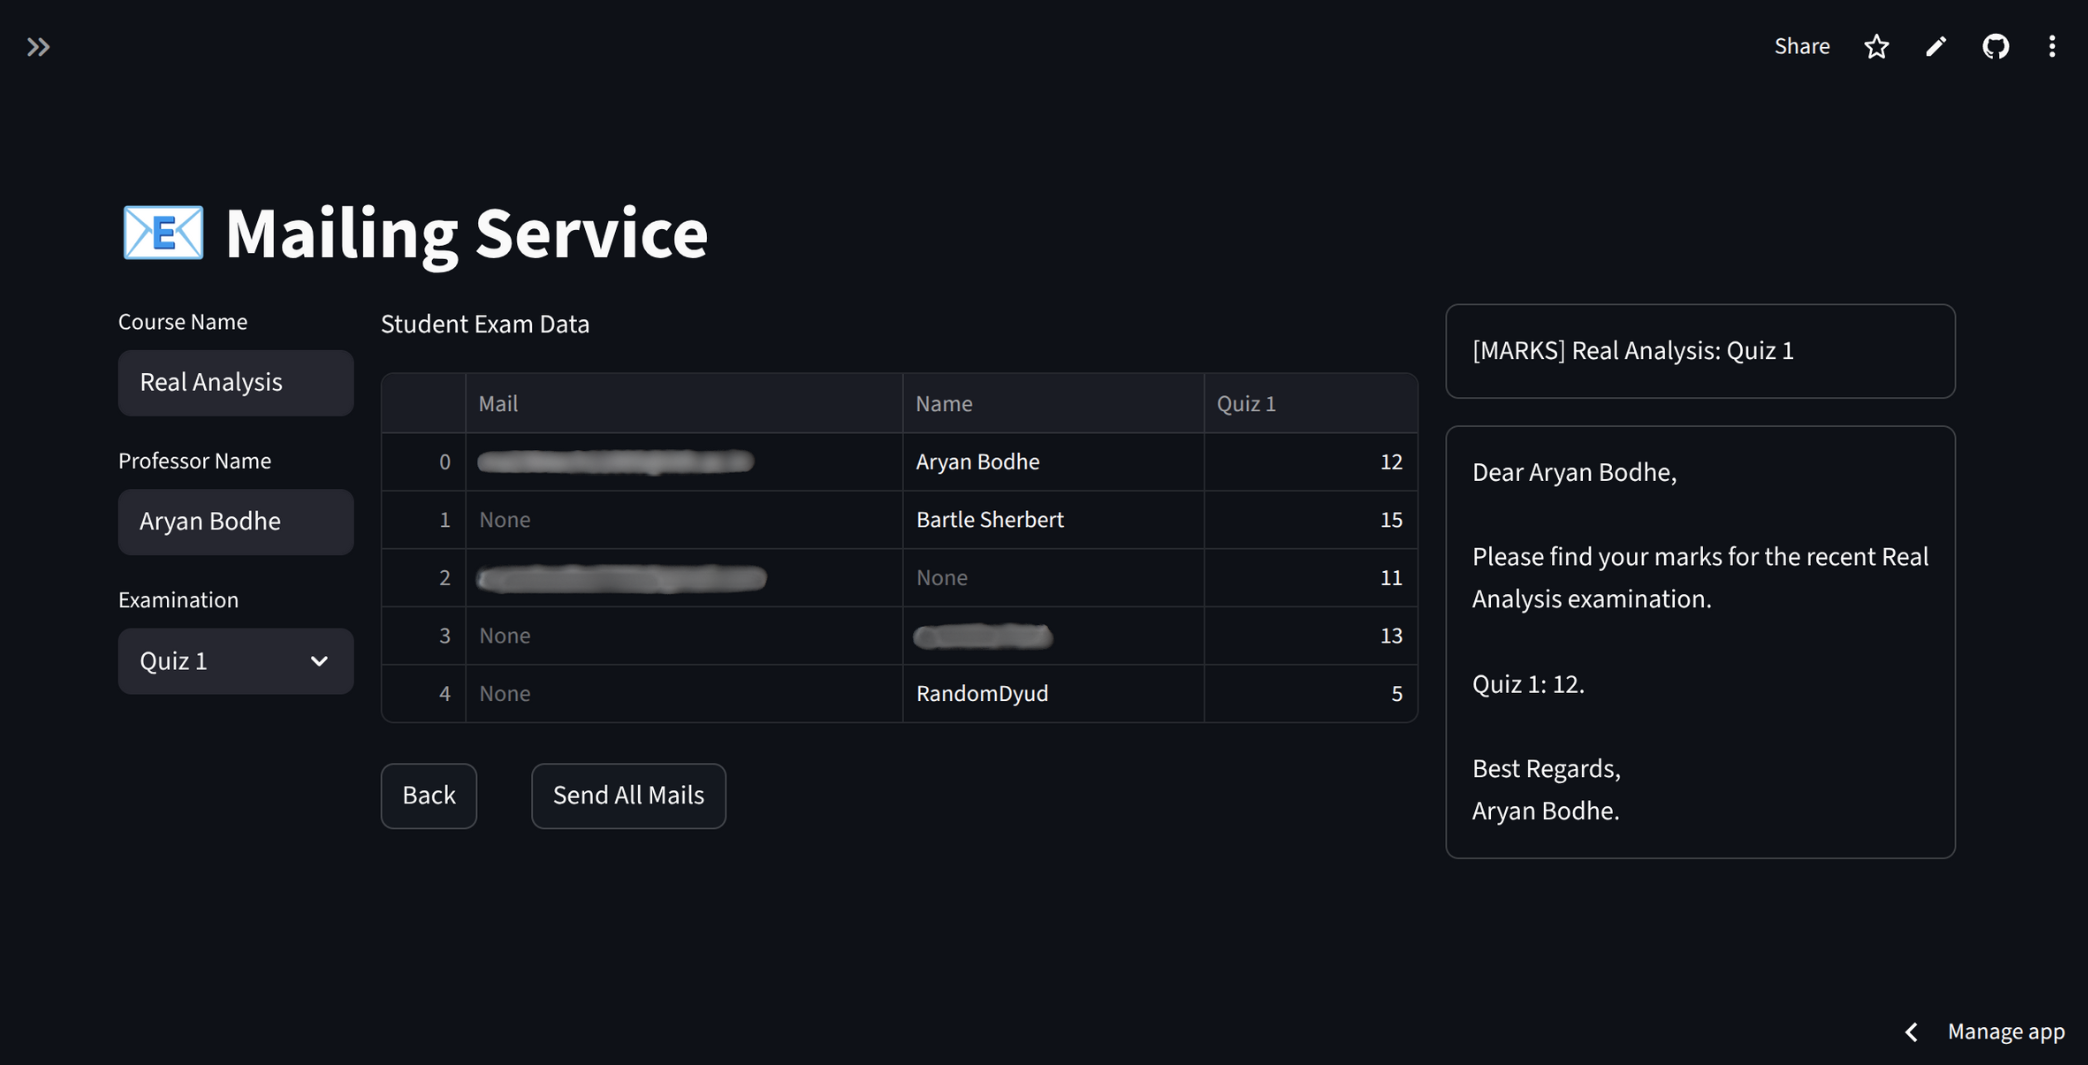 Share
Mailing Service
Course Name
Real Analysis
Professor Name
Aryan Bodhe
Examination
Quiz 1
Student Exam Data
Mail Name Quiz 1
0 Aryan Bodhe 12
1 None Bartle Sherbert 15
2 None 11
3 None 13
4 None RandomDyud 5
Back Send All Mails
[MARKS] Real Analysis: Quiz 1
Dear Aryan Bodhe,
Please find your marks for the recent Real
Analysis examination.
Quiz 1: 12.
Best Regards,
Aryan Bodhe.
Manage app